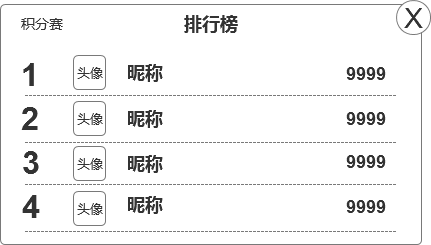 积分赛 排行榜 X
1 头像 昵称 9999
2 头像 昵称 9999
3 头像 昵称 9999
4 头像 昵称 9999